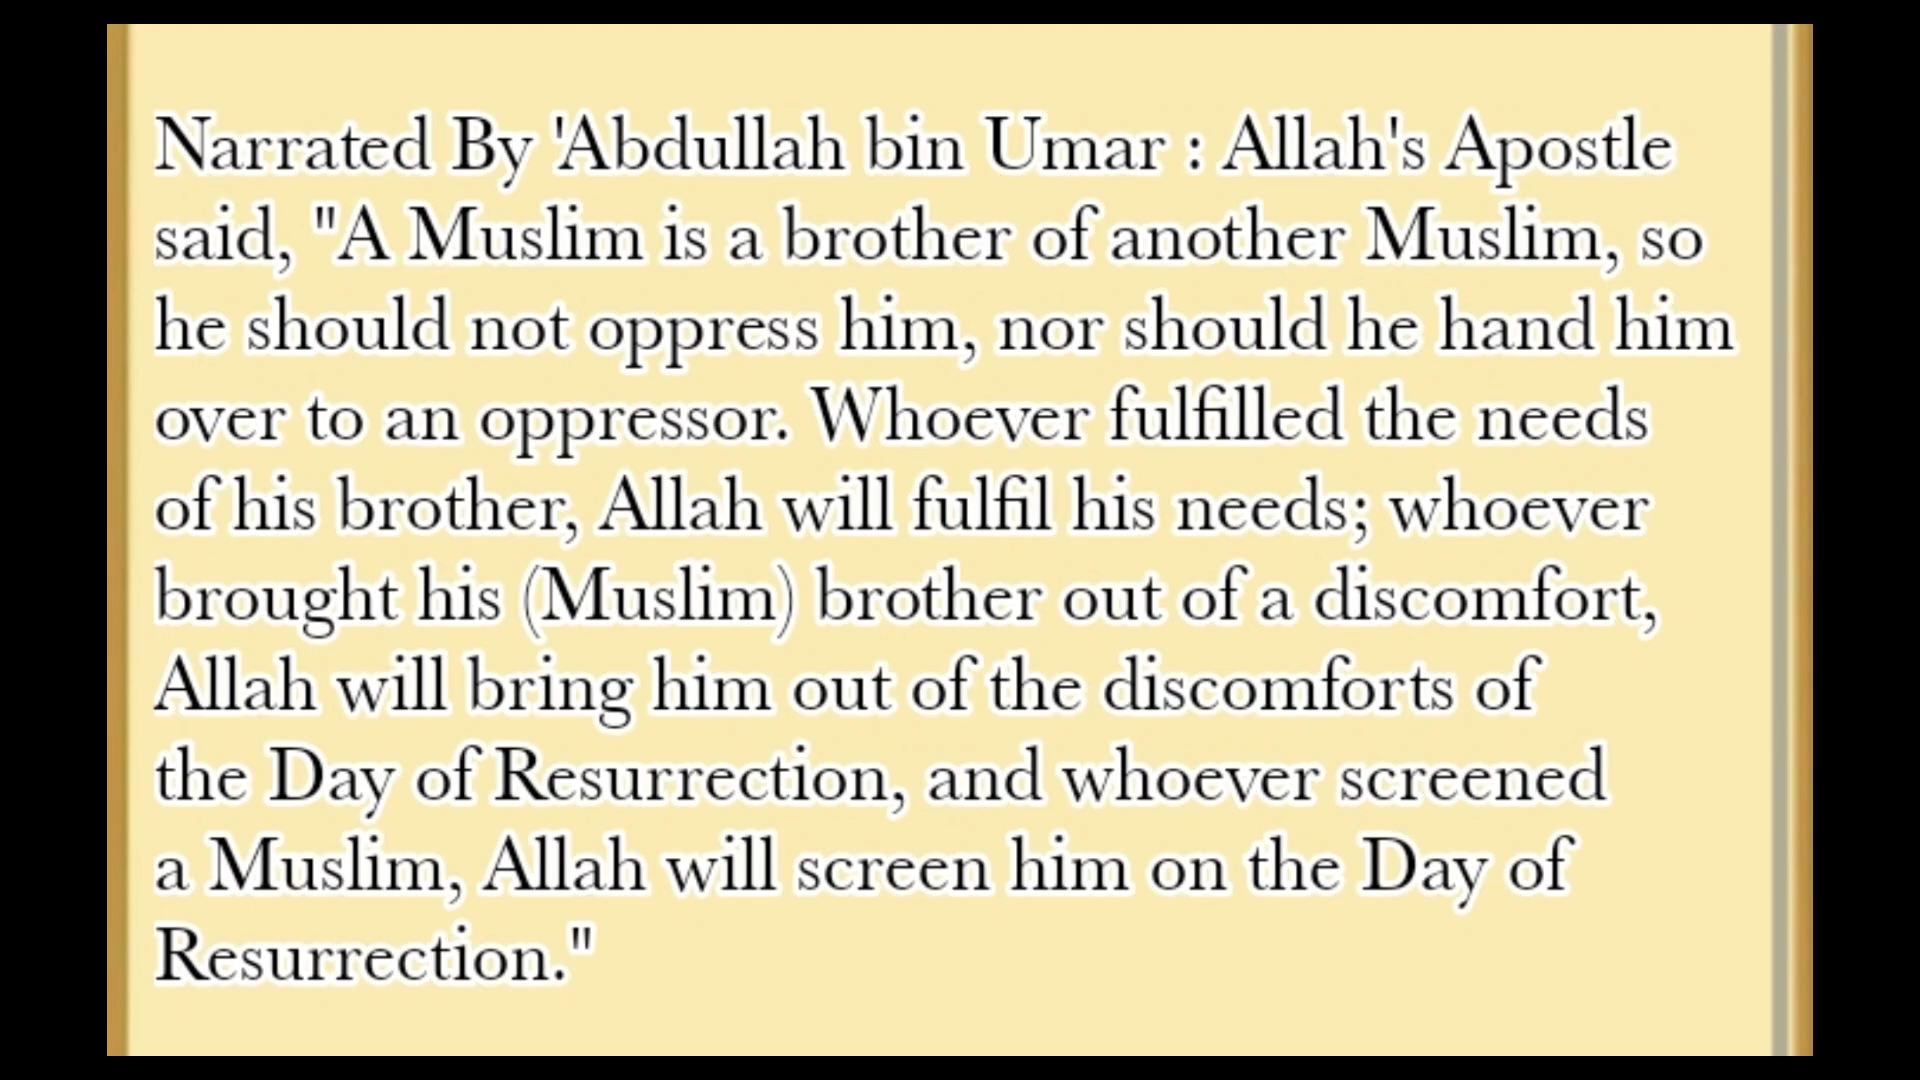 Narrated By 'Abdullah bin Umar : Allah's Apostle
said, "A Muslim is a brother of another Muslim, so
he should not oppress him, nor should he hand him
over to an oppressor. Whoever fulfilled the needs
of his brother, Allah will fulfil his needs; whoever
brought his (Muslim) brother out of a discomfort,
Allah will bring him out of the discomforts of
the Day of Resurrection, and whoever screened
a Muslim, Allah will screen him on the Day of
Resurrection."